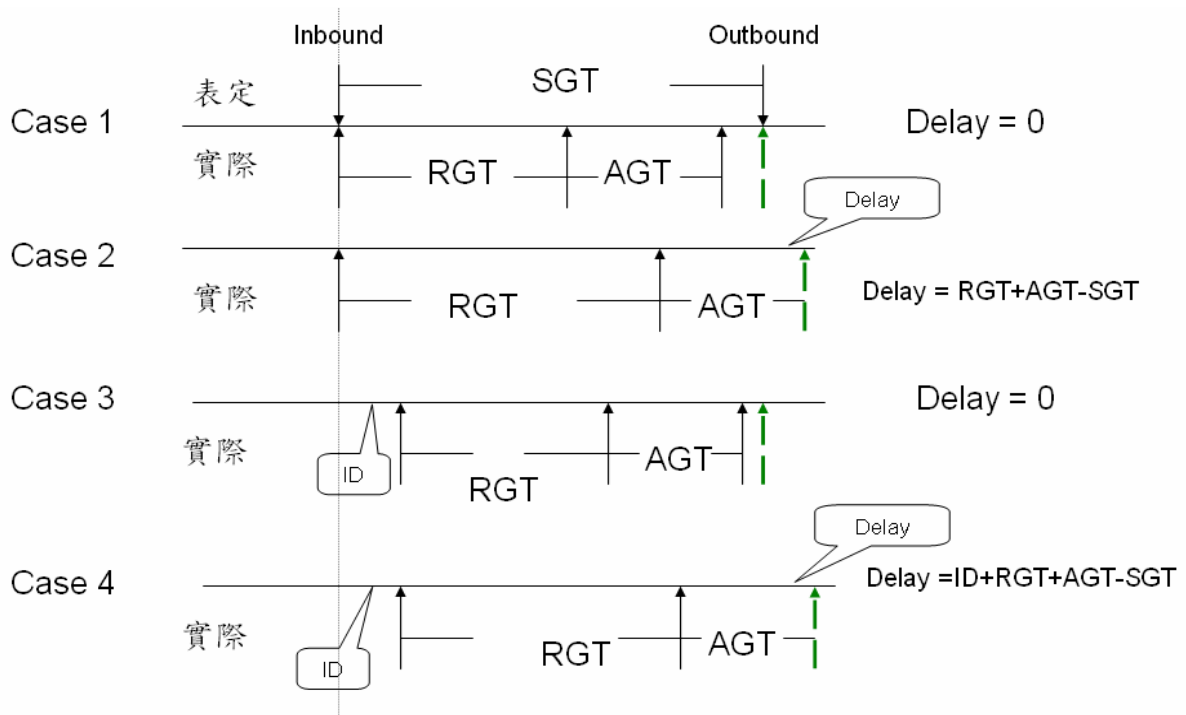 Inbound
Outbound
表定
SGT
Case 1
Delay = 0
實際
RGT
AGT
Delay
Case 2
實際
RGT
AGT
Delay = RGT+AGT-SGT
Case 3
Delay = 0
實際
ID
RGT
AGT
Delay
Case 4
Delay =ID+RGT+AGT-SGT
實際
ID
RGT
AGT